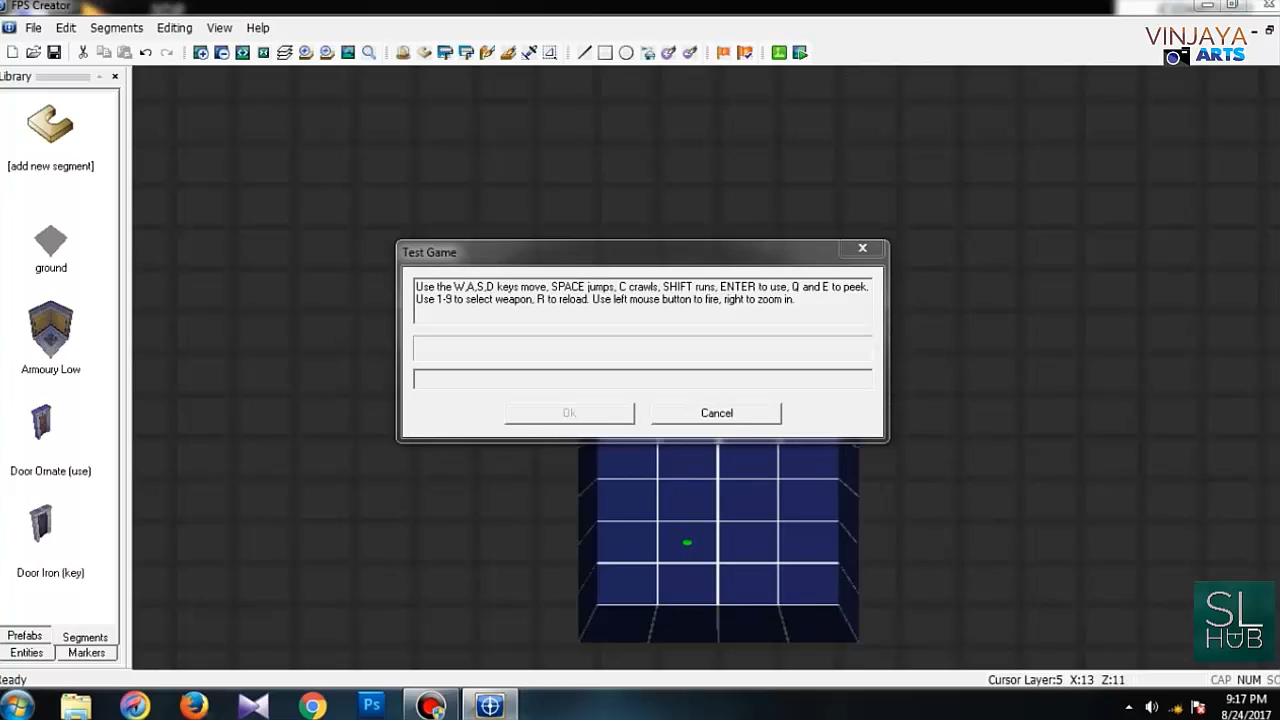 FPS Creator
File Edit Segments Editing View Help
VINJAYA
ARTS
Library
[add new segment]
ground
Armoury Low
Door Ornate (use)
Door Iron (key)
Prefabs Segments
Entities Markers
Test Game
Use the W,A,S,D keys move, SPACE jumps, C crawls, SHIFT runs, ENTER to use, Q and E to peek.
Use 1-9 to select weapon, R to reload. Use left mouse button to fire, right to zoom in.
Ok Cancel
SL
HUB
Ready
Cursor Layer:5 X:13 Z:11
CAP NUM SC
Ps
9:17 PM
8/24/2017